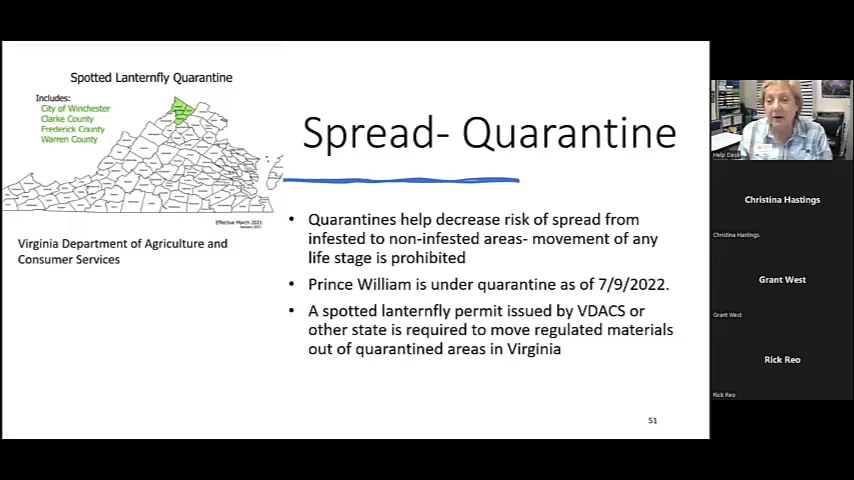 Spotted Lanternfly Quarantine
Includes:
City of Winchester
Clarke County
Frederick County
Warren County
Effective March 2021
Virginia Department of Agriculture and
Consumer Services
Spread- Quarantine
• Quarantines help decrease risk of spread from
infested to non-infested areas- movement of any
life stage is prohibited
• Prince William is under quarantine as of 7/9/2022.
• A spotted lanternfly permit issued by VDACS or
other state is required to move regulated materials
out of quarantined areas in Virginia
51
Help Desk
Christina Hastings
Christina Hastings
Grant West
Grant West
Rick Reo
Rick Reo